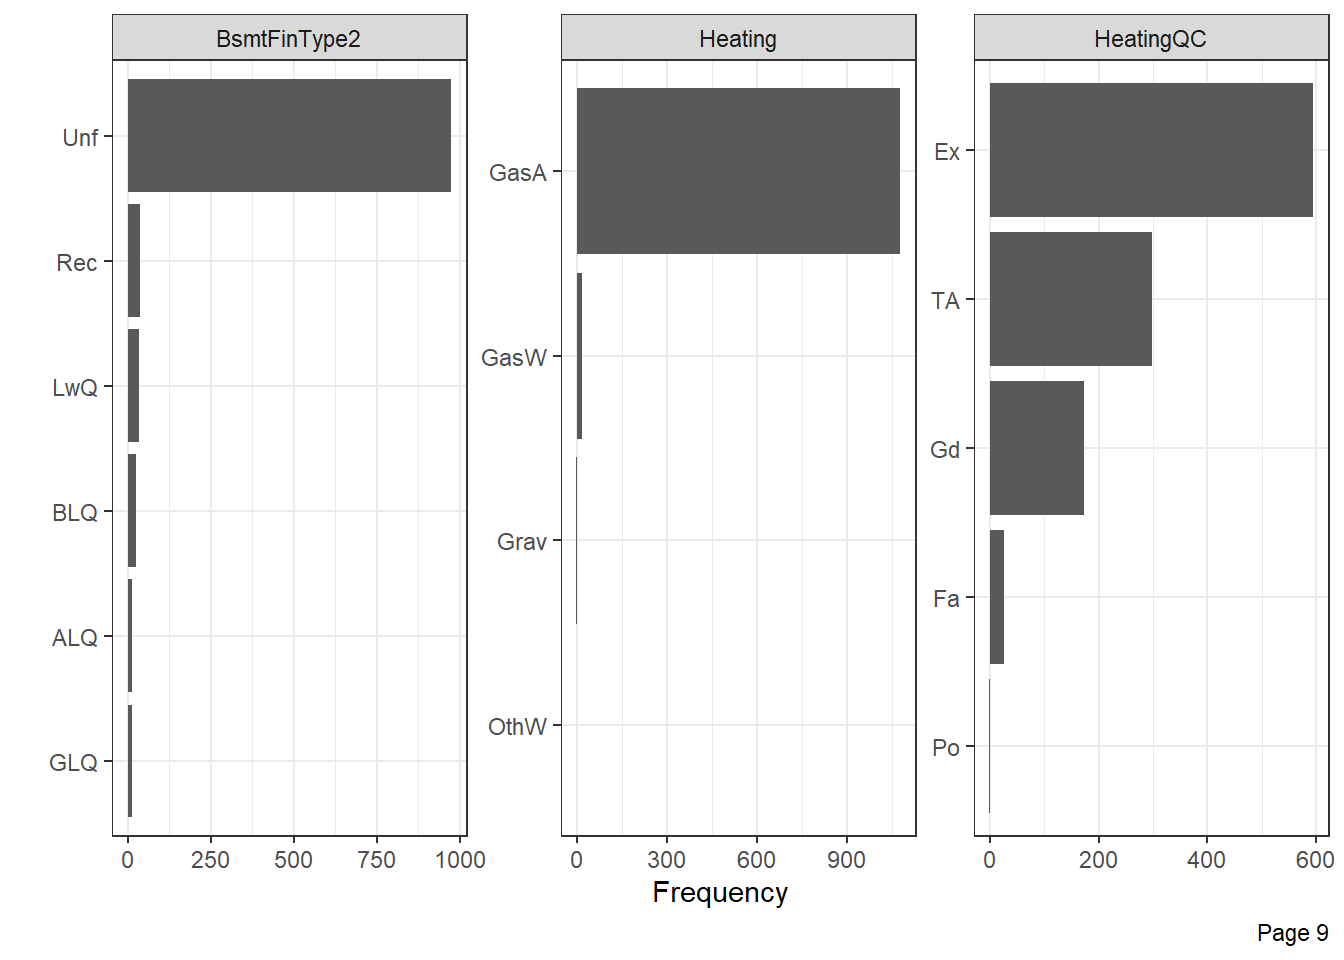 BsmtFinType2
Heating
HeatingQC
Unf
Rec
LwQ
BLQ
ALQ
GLQ
0 250 500 750 1000
GasA
GasW
Grav
OthW
0 300 600 900
Ex
TA
Gd
Fa
Po
0 200 400 600
Frequency
Page 9